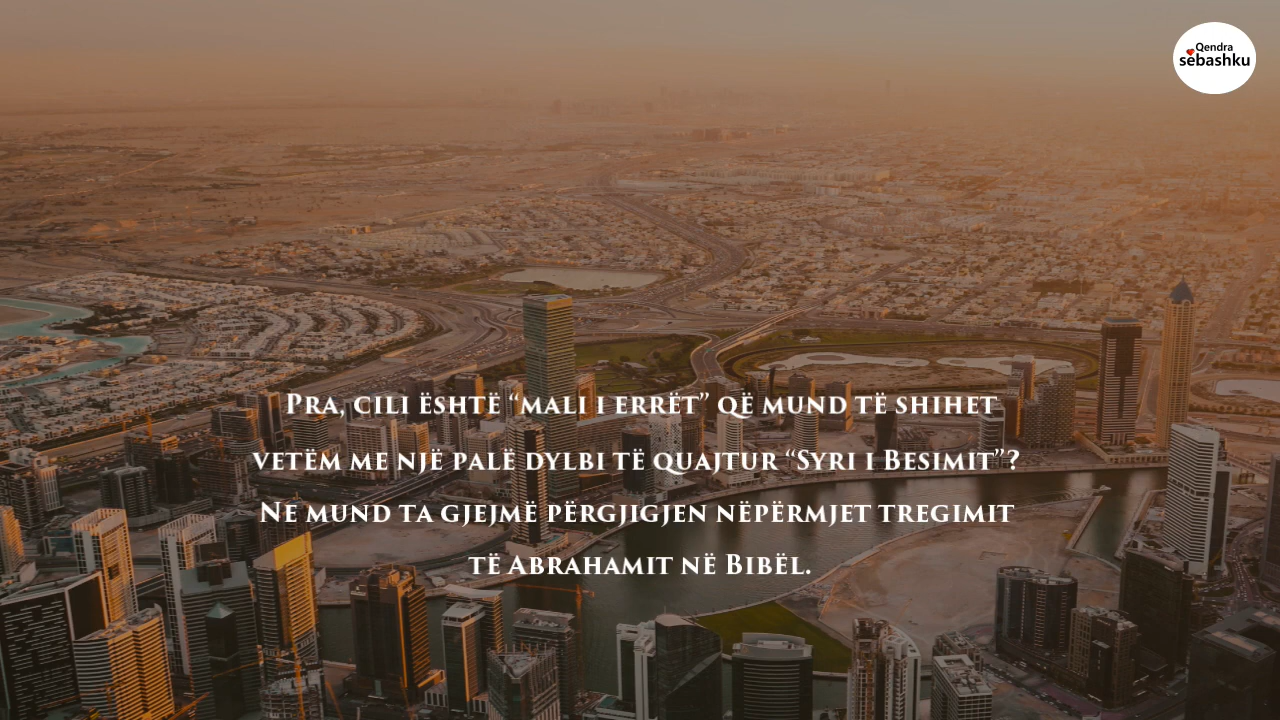 Qendra
sëbashku
Pra, cili është “mali i errët” që mund të shihet
vetëm me një palë dylbi të quajtur “Syri i Besimit”?
Ne mund ta gjejmë përgjigjen nëpërmjet tregimit
të Abrahamit në Bibël.